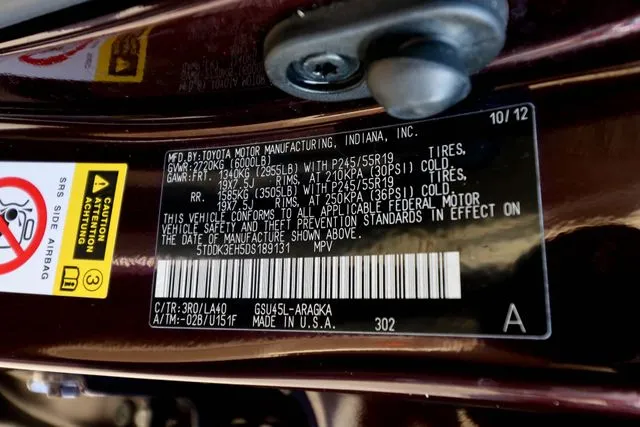 10/12
MFD.BY:TOYOTA MOTOR MANUFACTURING, INDIANA, INC.
GVWR:2720KG (6000LB)
GAWR:FRT. 1340KG (2955LB) WITH P245/55R19 TIRES,
19X7.5J RIMS, AT 210KPA (30PSI) COLD.
RR. 1585KG (3505LB) WITH P245/55R19 TIRES,
19X7.5J RIMS, AT 250KPA (36PSI) COLD.
THIS VEHICLE CONFORMS TO ALL APPLICABLE FEDERAL MOTOR
VEHICLE SAFETY AND THEFT PREVENTION STANDARDS IN EFFECT ON
THE DATE OF MANUFACTURE SHOWN ABOVE.
5TDDK3EH5DS189131 MPV
C/TR:3R0/LA40 GSU45L-ARAGKA
A/TM:-02B/U151F MADE IN U.S.A. 302
A
SRS SIDE AIRBAG
CAUTION
ATTENTION
ACHTUNG
3